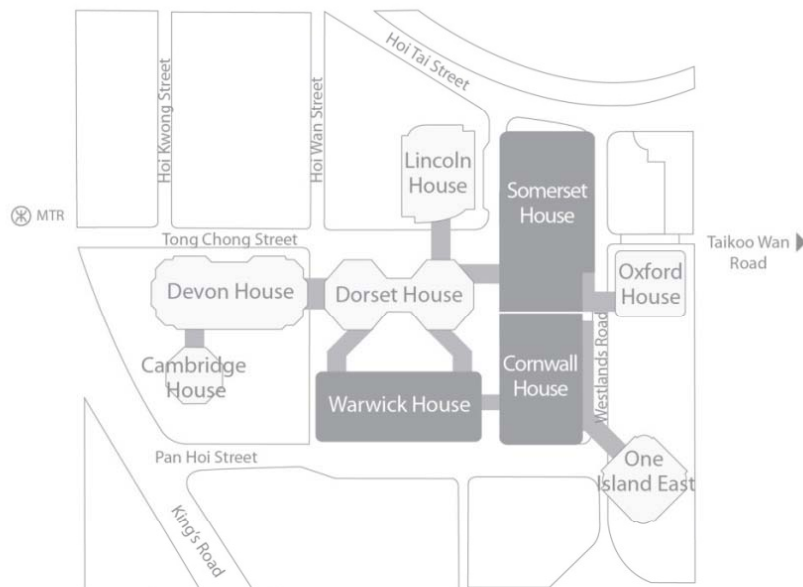 Hoi Tai Street
Hoi Kwong Street
Hoi Wan Street
Lincoln
House
Somerset
House
MTR
Tong Chong Street
Taikoo Wan
Road
Oxford
House
Devon House
Dorset House
Westlands Road
Cambridge
House
Cornwall
House
Warwick House
Pan Hoi Street
One
Island East
King's Road